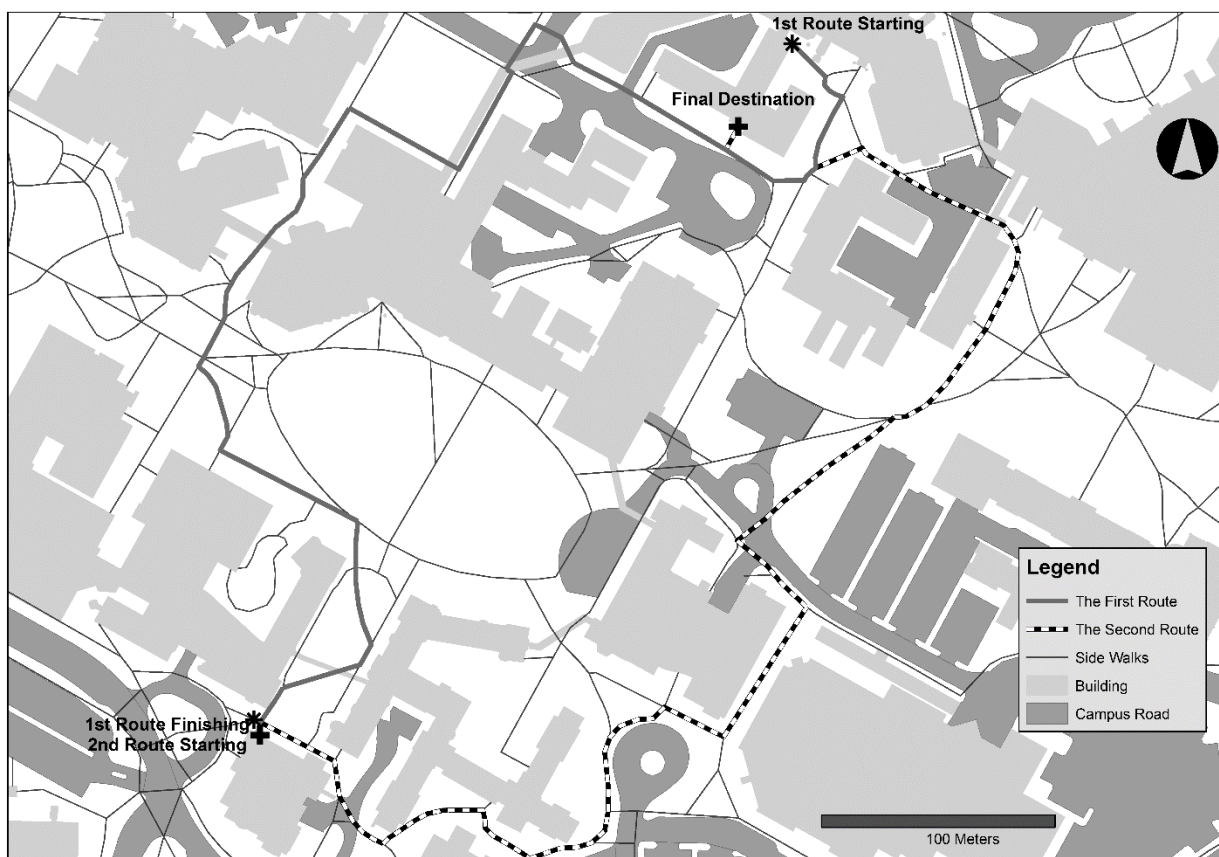 1st Route Starting
Final Destination
1st Route Finishing
2nd Route Starting
Legend
The First Route
The Second Route
Side Walks
Building
Campus Road
100 Meters